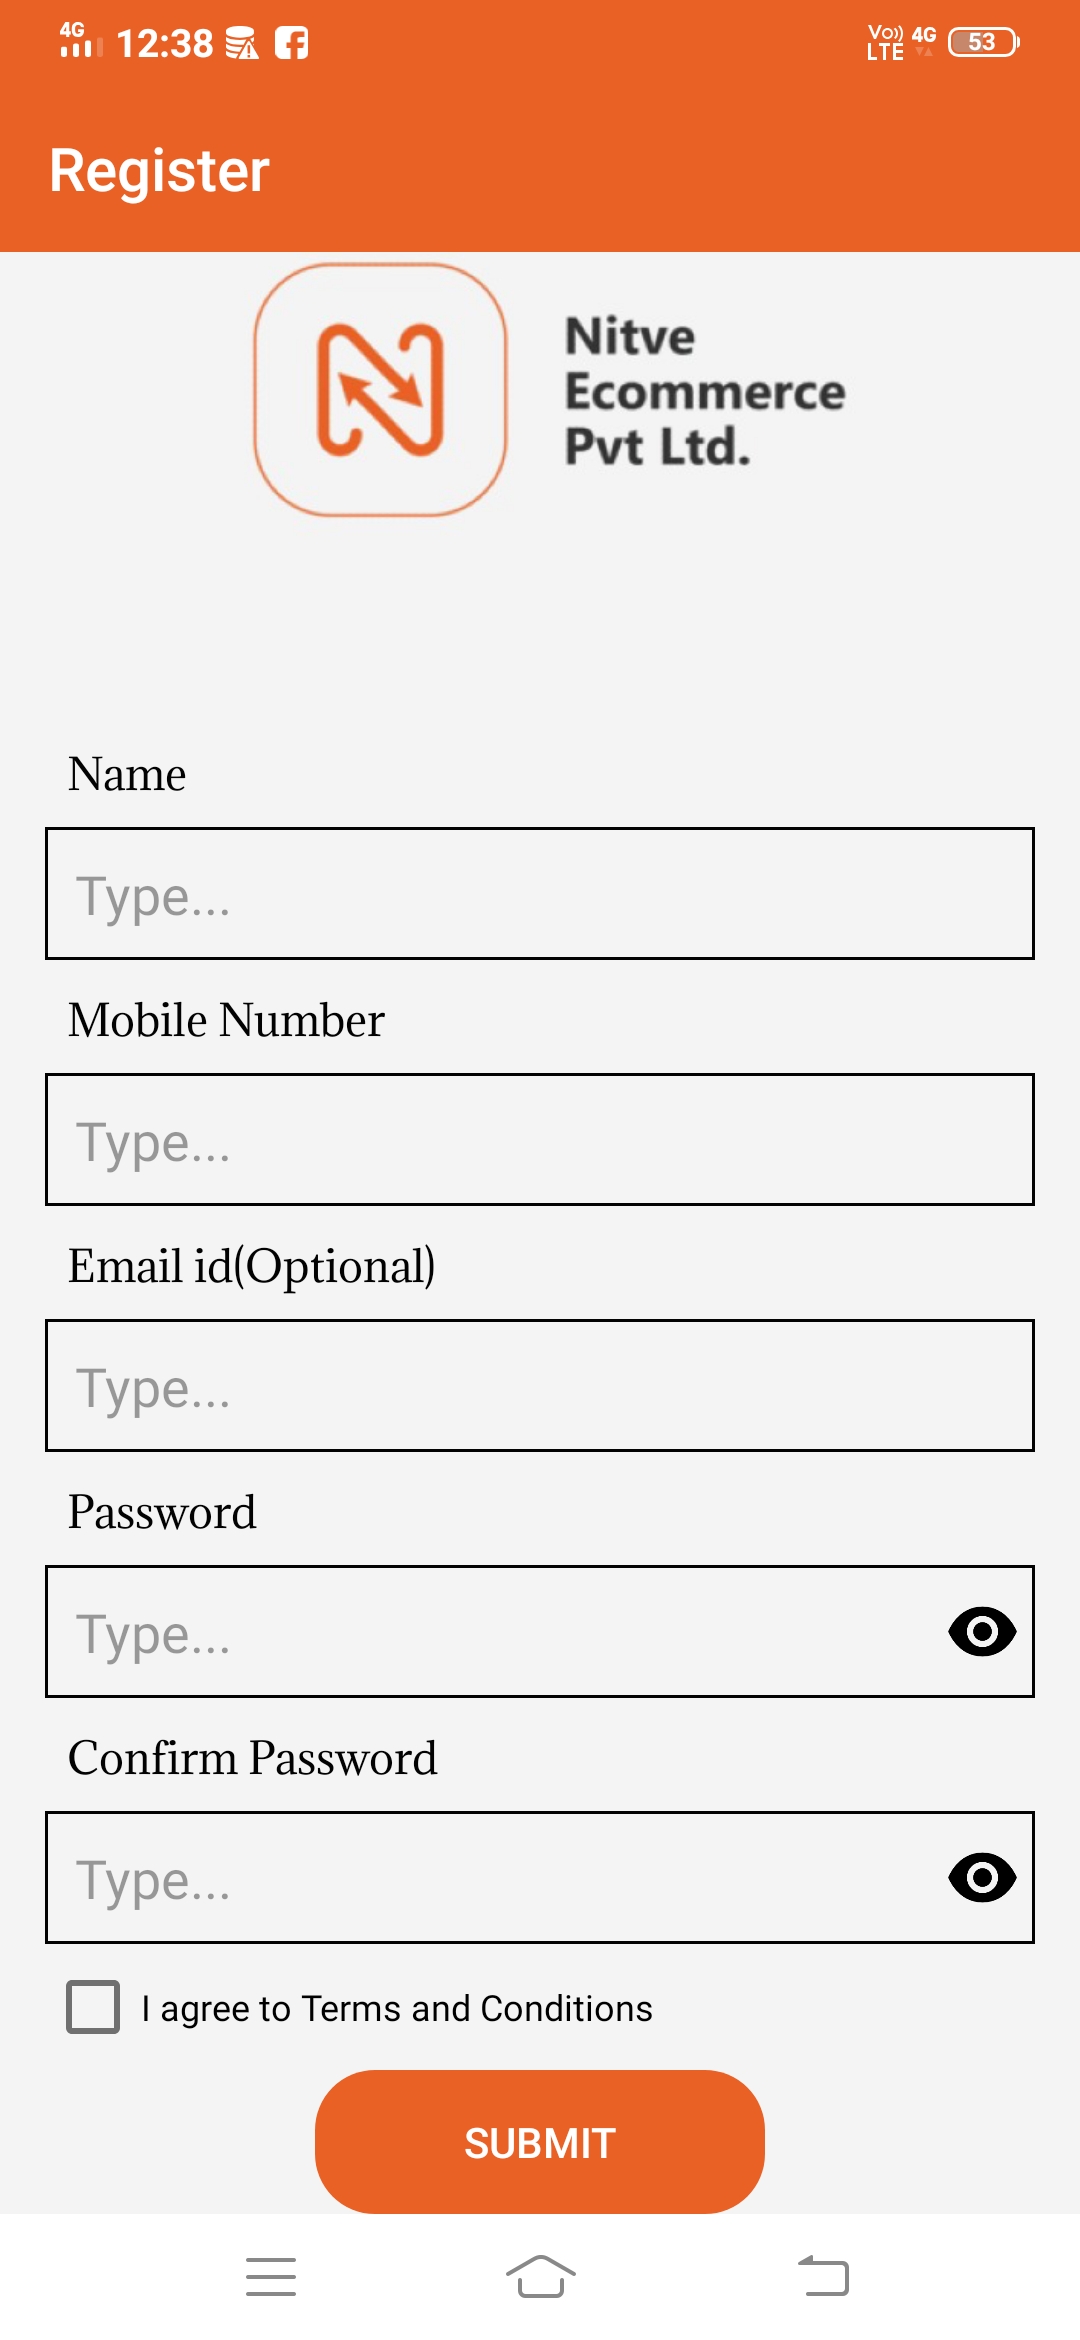 4G 12:38 Vo)) LTE 4G 53
Register
Nitve
Ecommerce
Pvt Ltd.
Name
Type...
Mobile Number
Type...
Email id(Optional)
Type...
Password
Type...
Confirm Password
Type...
I agree to Terms and Conditions
SUBMIT